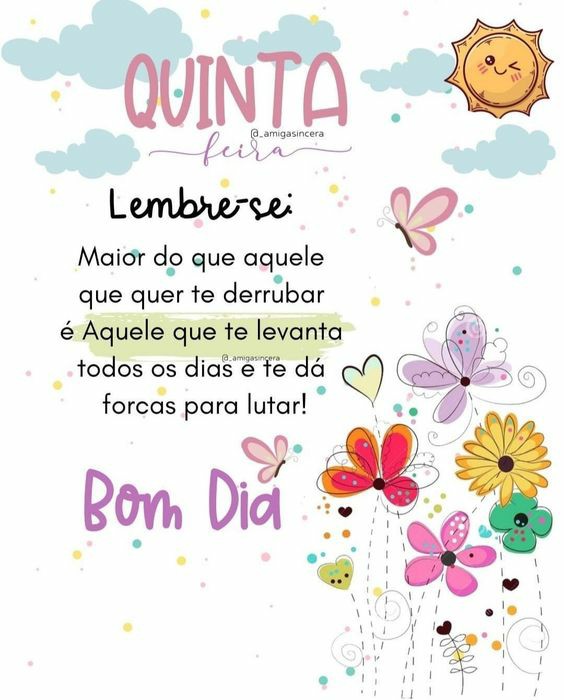 QUINTA
@_amigasincera
feira
Lembre-se:
Maior do que aquele
que quer te derrubar
é Aquele que te levanta
@_amigasincera
todos os dias e te dá
forcas para lutar!
Bom Dia